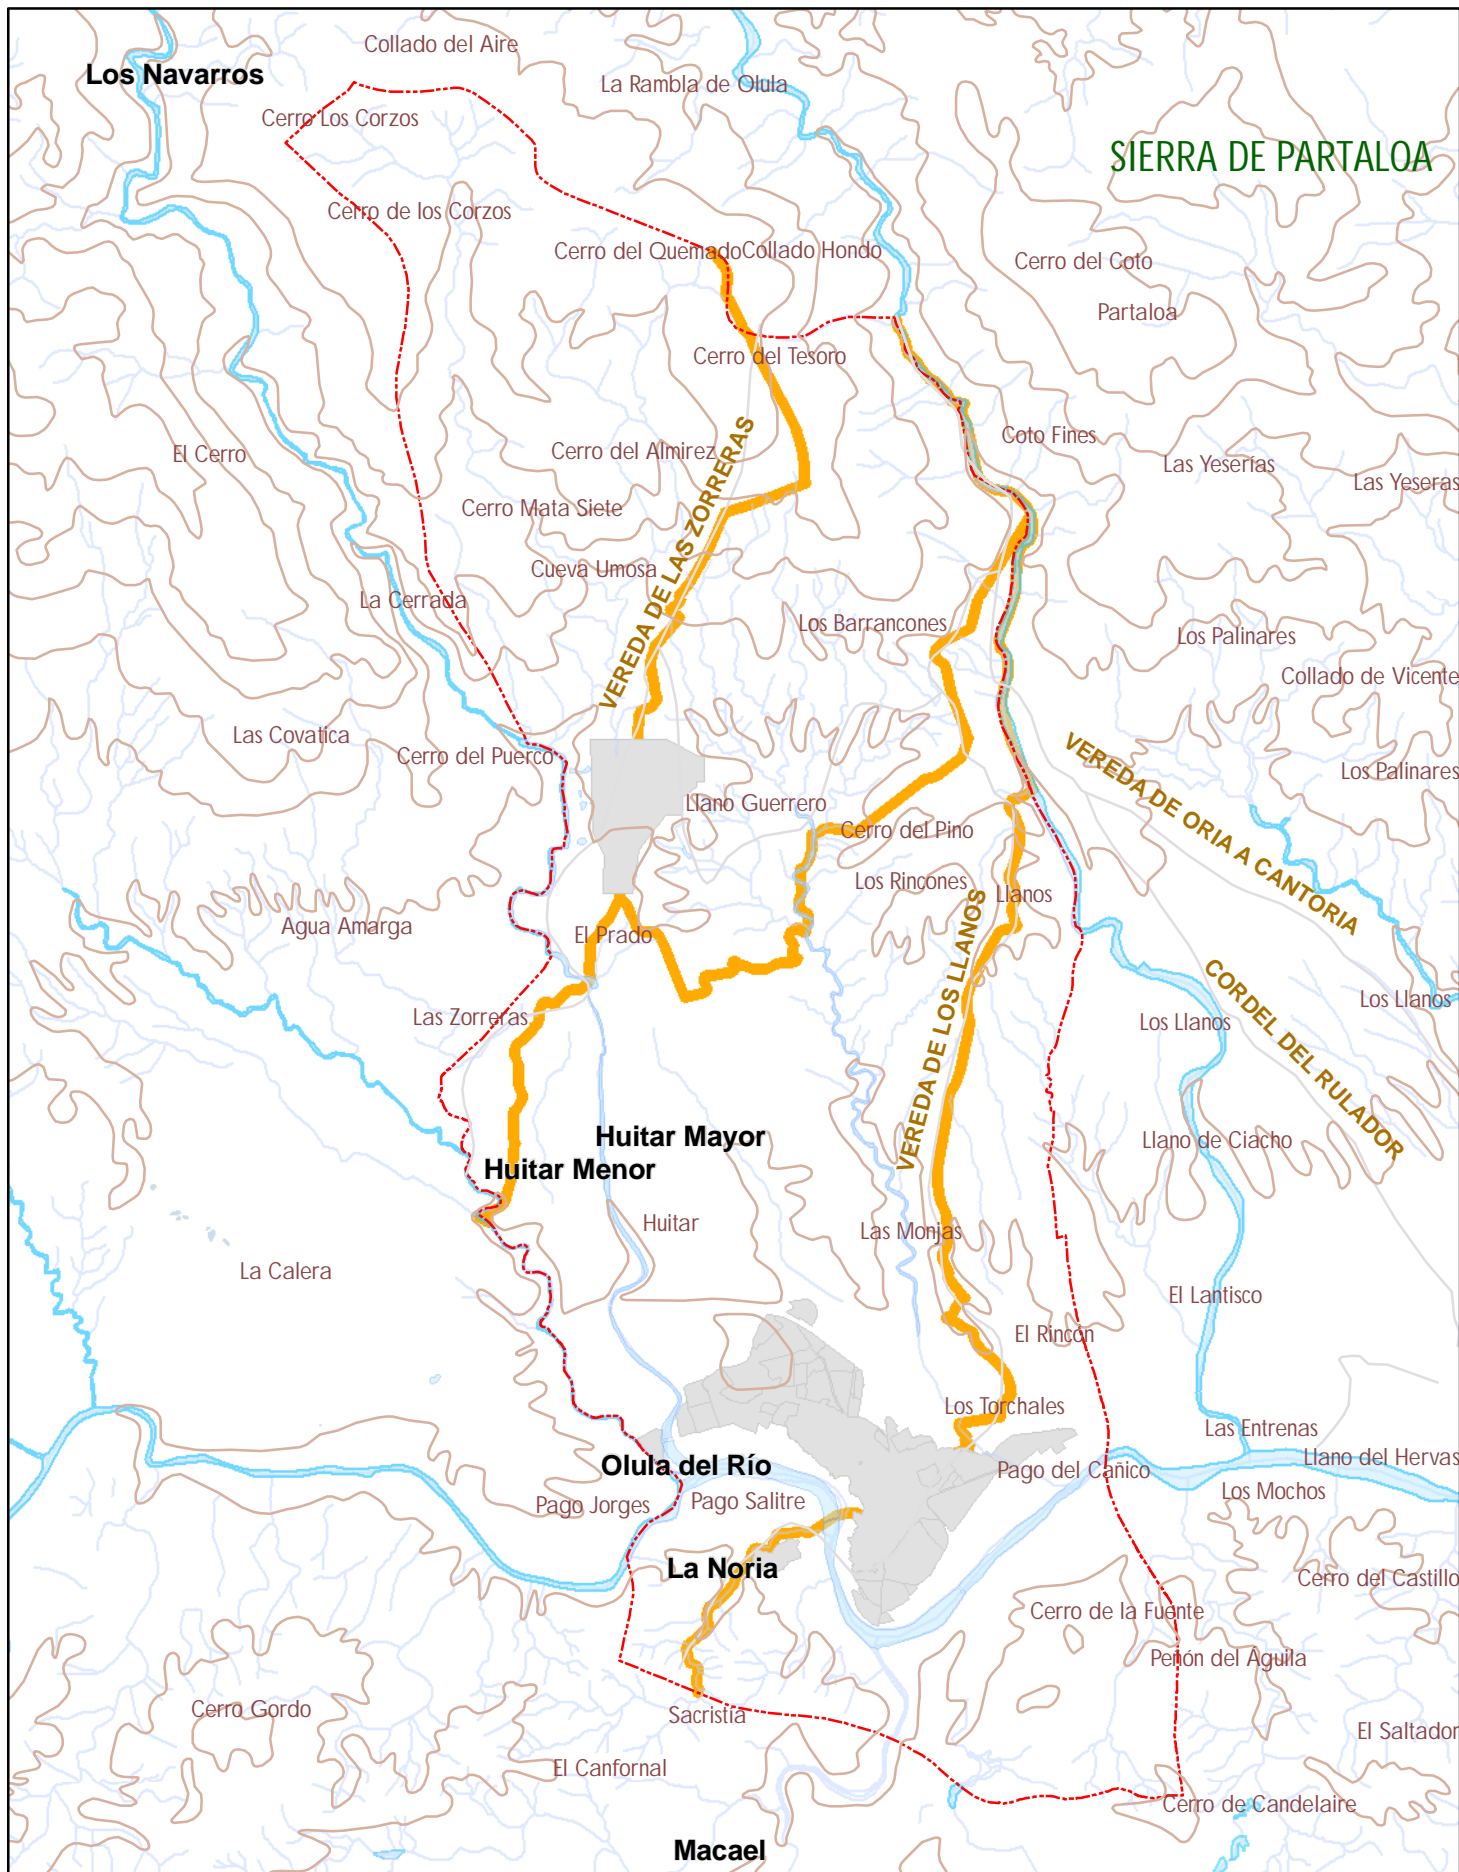 Collado del Aire
Los Navarros
La Rambla de Olula
Cerro Los Corzos
SIERRA DE PARTALOA
Cerro de los Corzos
Cerro del Quemado
Collado Hondo
Cerro del Coto
Partaloa
Cerro del Tesoro
Coto Fines
El Cerro
Cerro del Almirez
Las Yeserías
Las Yeseras
Cerro Mata Siete
VEREDA DE LAS ZORRERAS
Cueva Umosa
La Cerrada
Los Barrancones
Los Palinares
Collado de Vicente
Las Covatica
Cerro del Puerco
Los Palinares
Llano Guerrero
VEREDA DE ORIA A CANTORIA
Cerro del Pino
Los Rincones
Llanos
Agua Amarga
El Prado
Las Zorreras
VEREDA DE LOS LLANOS
Los Llanos
Los Llanos
CORDEL DEL RULADOR
Huitar Mayor
Llano de Ciacho
Huitar Menor
Huitar
Las Monjas
La Calera
El Lantisco
El Rincón
Los Torchales
Las Entrenas
Llano del Hervas
Olula del Río
Pago del Cañico
Pago Jorges
Pago Salitre
Los Mochos
La Noria
Cerro del Castillo
Cerro de la Fuente
Peñón del Águila
Cerro Gordo
Sacristía
El Saltador
El Canfornal
Cerro de Candelaire
Macael